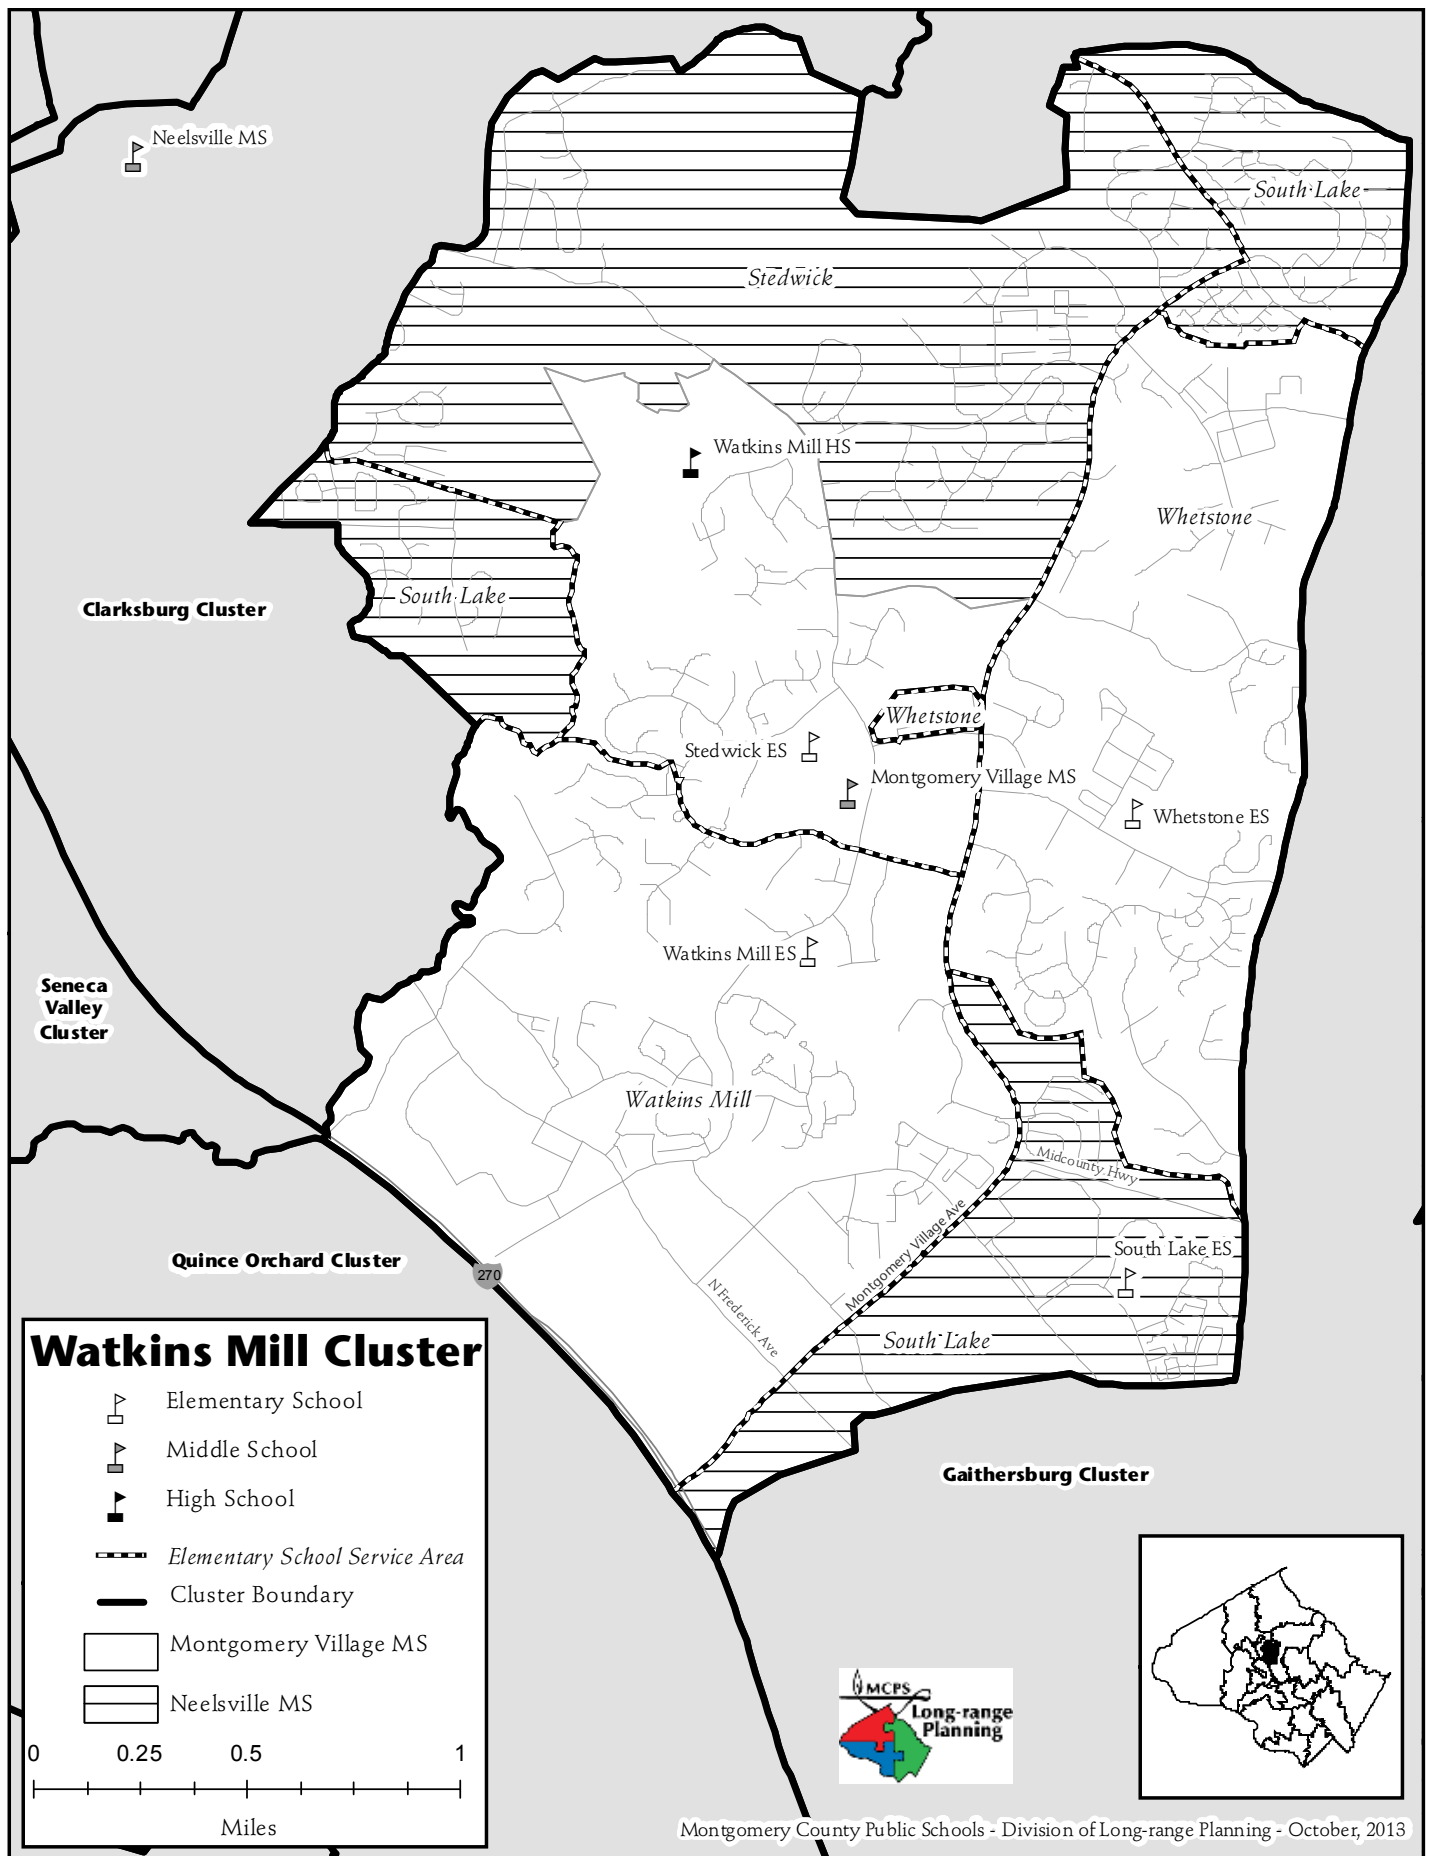 Neelsville MS
South Lake
Stedwick
Watkins Mill HS
Whetstone
South Lake
Clarksburg Cluster
Whetstone
Stedwick ES
Montgomery Village MS
Whetstone ES
Watkins Mill ES
Seneca
Valley
Cluster
Watkins Mill
Midcounty Hwy
Montgomery Village Ave
South Lake ES
Quince Orchard Cluster
270
N Frederick Ave
South Lake
Gaithersburg Cluster
Watkins Mill Cluster
Elementary School
Middle School
High School
Elementary School Service Area
Cluster Boundary
Montgomery Village MS
Neelsville MS
0 0.25 0.5 1
Miles
MCPS
Long-range
Planning
Montgomery County Public Schools - Division of Long-range Planning - October, 2013